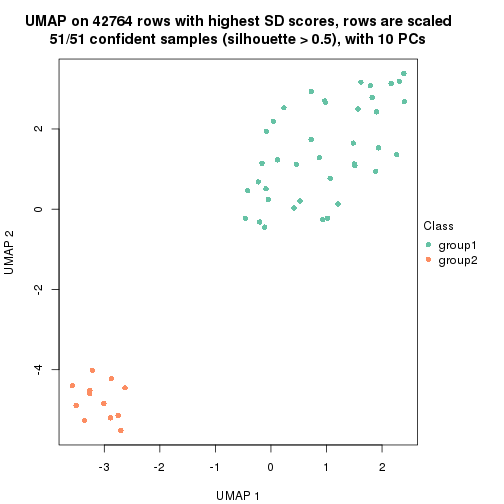 UMAP on 42764 rows with highest SD scores, rows are scaled
51/51 confident samples (silhouette > 0.5), with 10 PCs
UMAP 2
2
0
-2
-4
Class
group1
group2
-3 -2 -1 0 1 2
UMAP 1